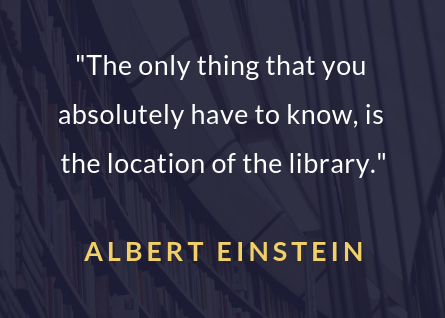 "The only thing that you
absolutely have to know, is
the location of the library."
ALBERT EINSTEIN